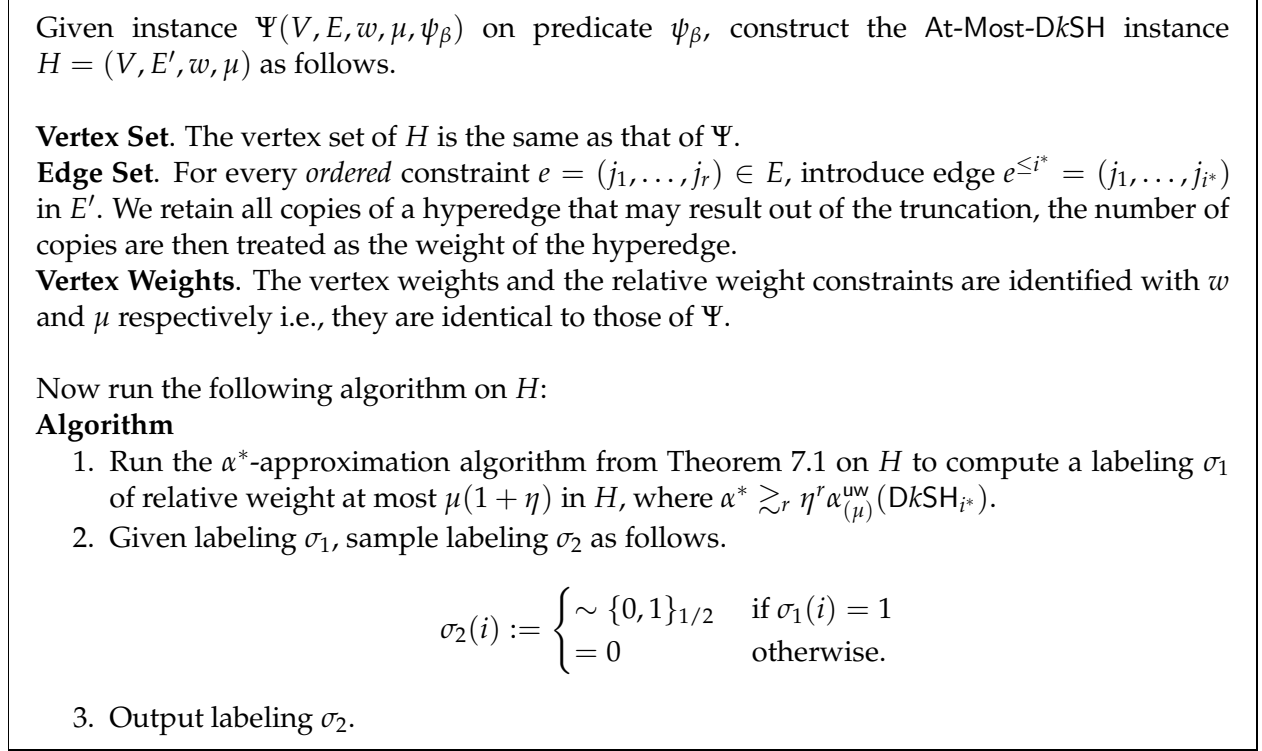 Given instance Ψ(V, E, w, μ, ψ_β) on predicate ψ_β, construct the At-Most-DkSH instance
H = (V, E′, w, μ) as follows.
Vertex Set. The vertex set of H is the same as that of Ψ.
Edge Set. For every ordered constraint e = (j_1, . . . , j_r) ∈ E, introduce edge e^{≤i*} = (j_1, . . . , j_{i*})
in E′. We retain all copies of a hyperedge that may result out of the truncation, the number of
copies are then treated as the weight of the hyperedge.
Vertex Weights. The vertex weights and the relative weight constraints are identified with w
and μ respectively i.e., they are identical to those of Ψ.
Now run the following algorithm on H:
Algorithm
1. Run the α*-approximation algorithm from Theorem 7.1 on H to compute a labeling σ_1
of relative weight at most μ(1 + η) in H, where α* ≳_r η^r α^{uw}_{(μ)}(DkSH_{i*}).
2. Given labeling σ_1, sample labeling σ_2 as follows.
σ_2(i) := { ∼ {0, 1}_{1/2} if σ_1(i) = 1
= 0 otherwise.
3. Output labeling σ_2.